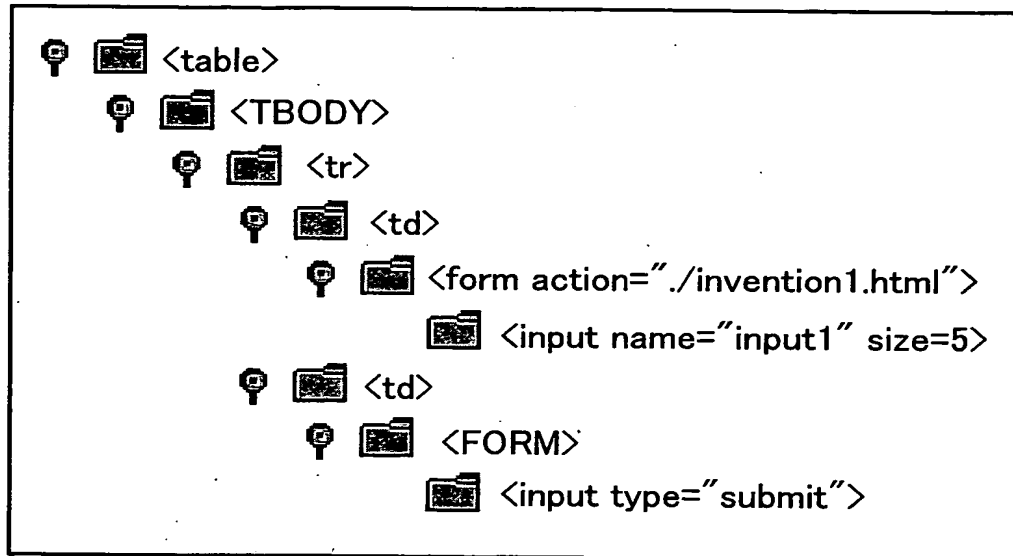 <table>
<TBODY>
<tr>
<td>
<form action="./invention1.html">
<input name="input1" size=5>
<td>
<FORM>
<input type="submit">